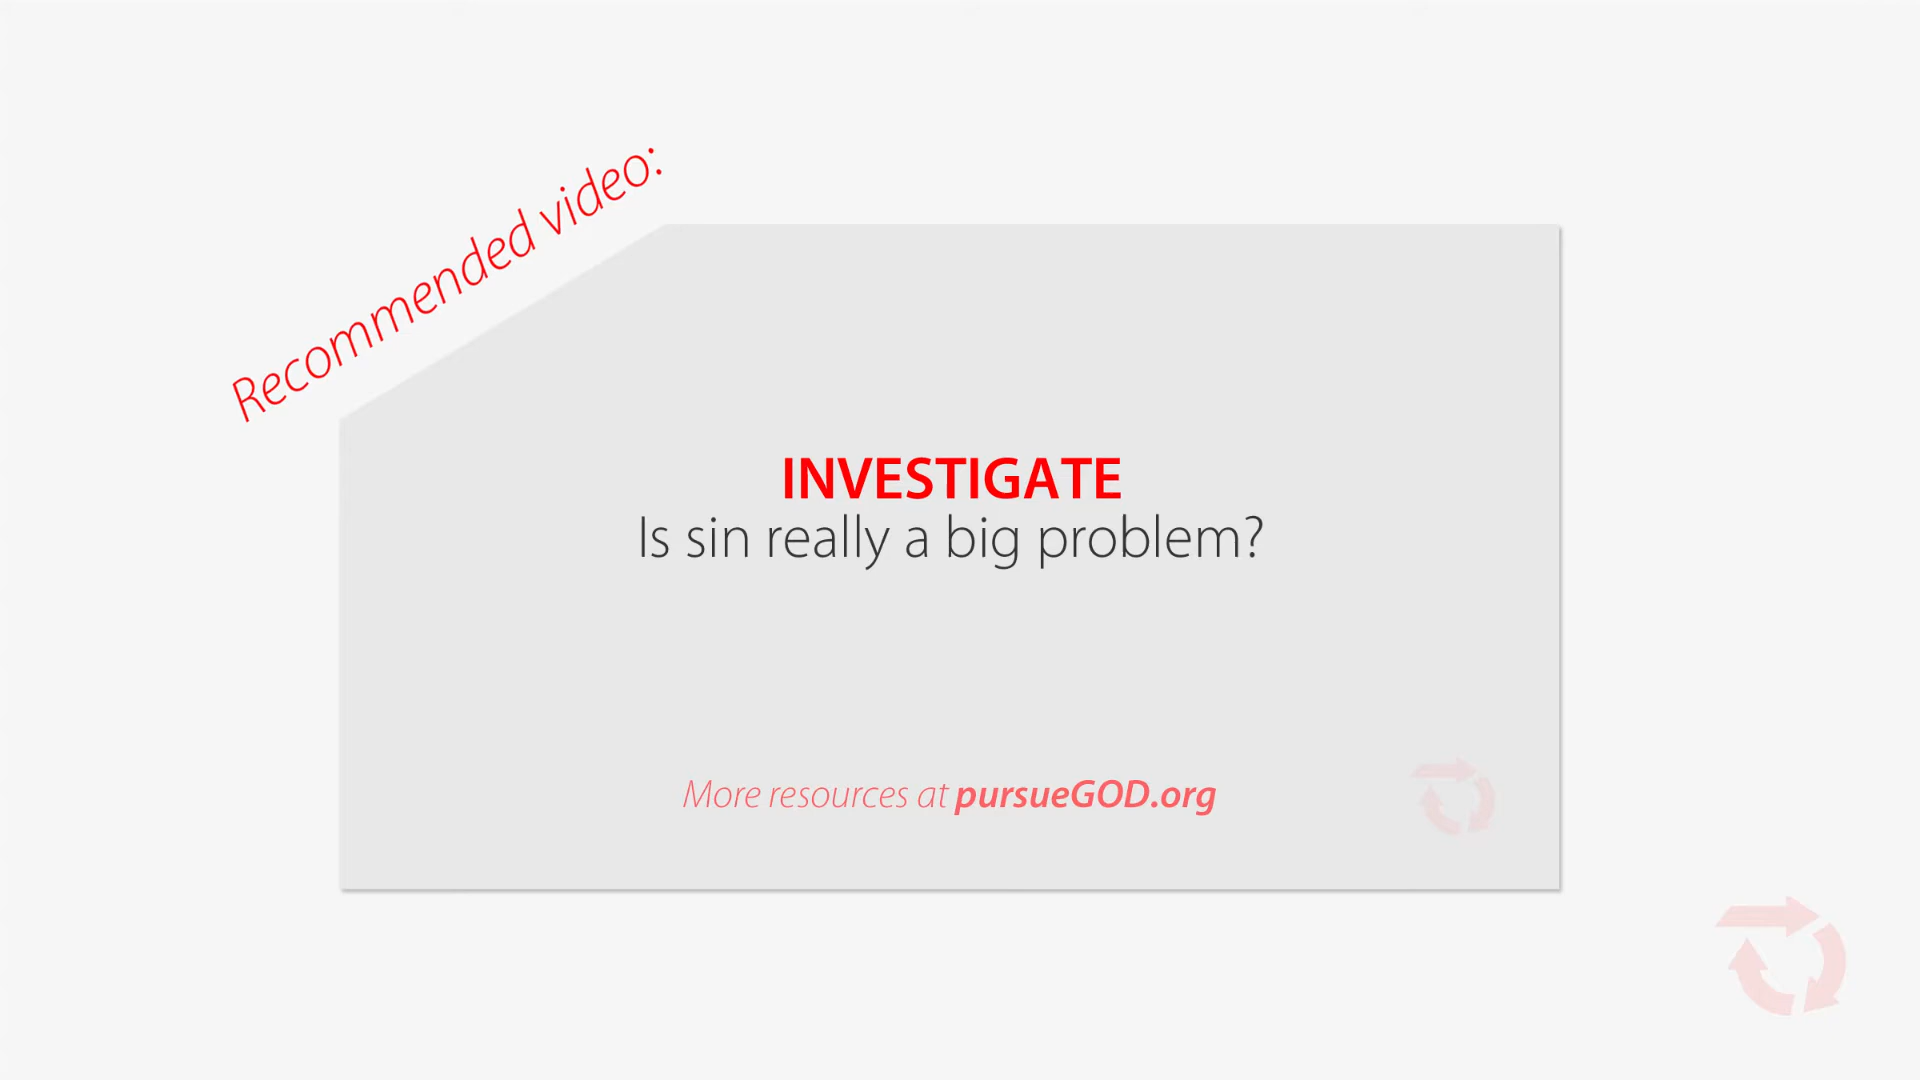 Recommended video:
INVESTIGATE
Is sin really a big problem?
More resources at pursueGOD.org